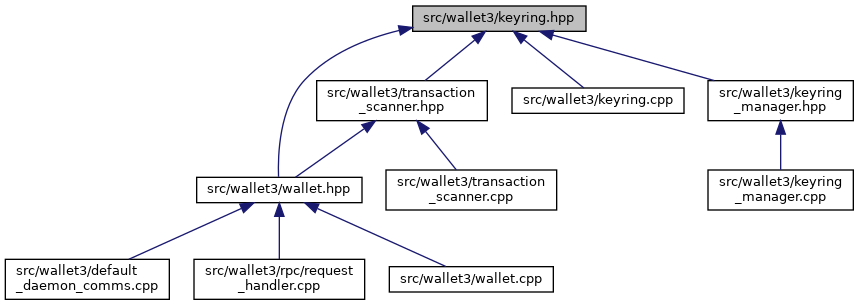 src/wallet3/keyring.hpp
src/wallet3/transaction
_scanner.hpp
src/wallet3/keyring.cpp
src/wallet3/keyring
_manager.hpp
src/wallet3/wallet.hpp
src/wallet3/transaction
_scanner.cpp
src/wallet3/keyring
_manager.cpp
src/wallet3/default
_daemon_comms.cpp
src/wallet3/rpc/request
_handler.cpp
src/wallet3/wallet.cpp